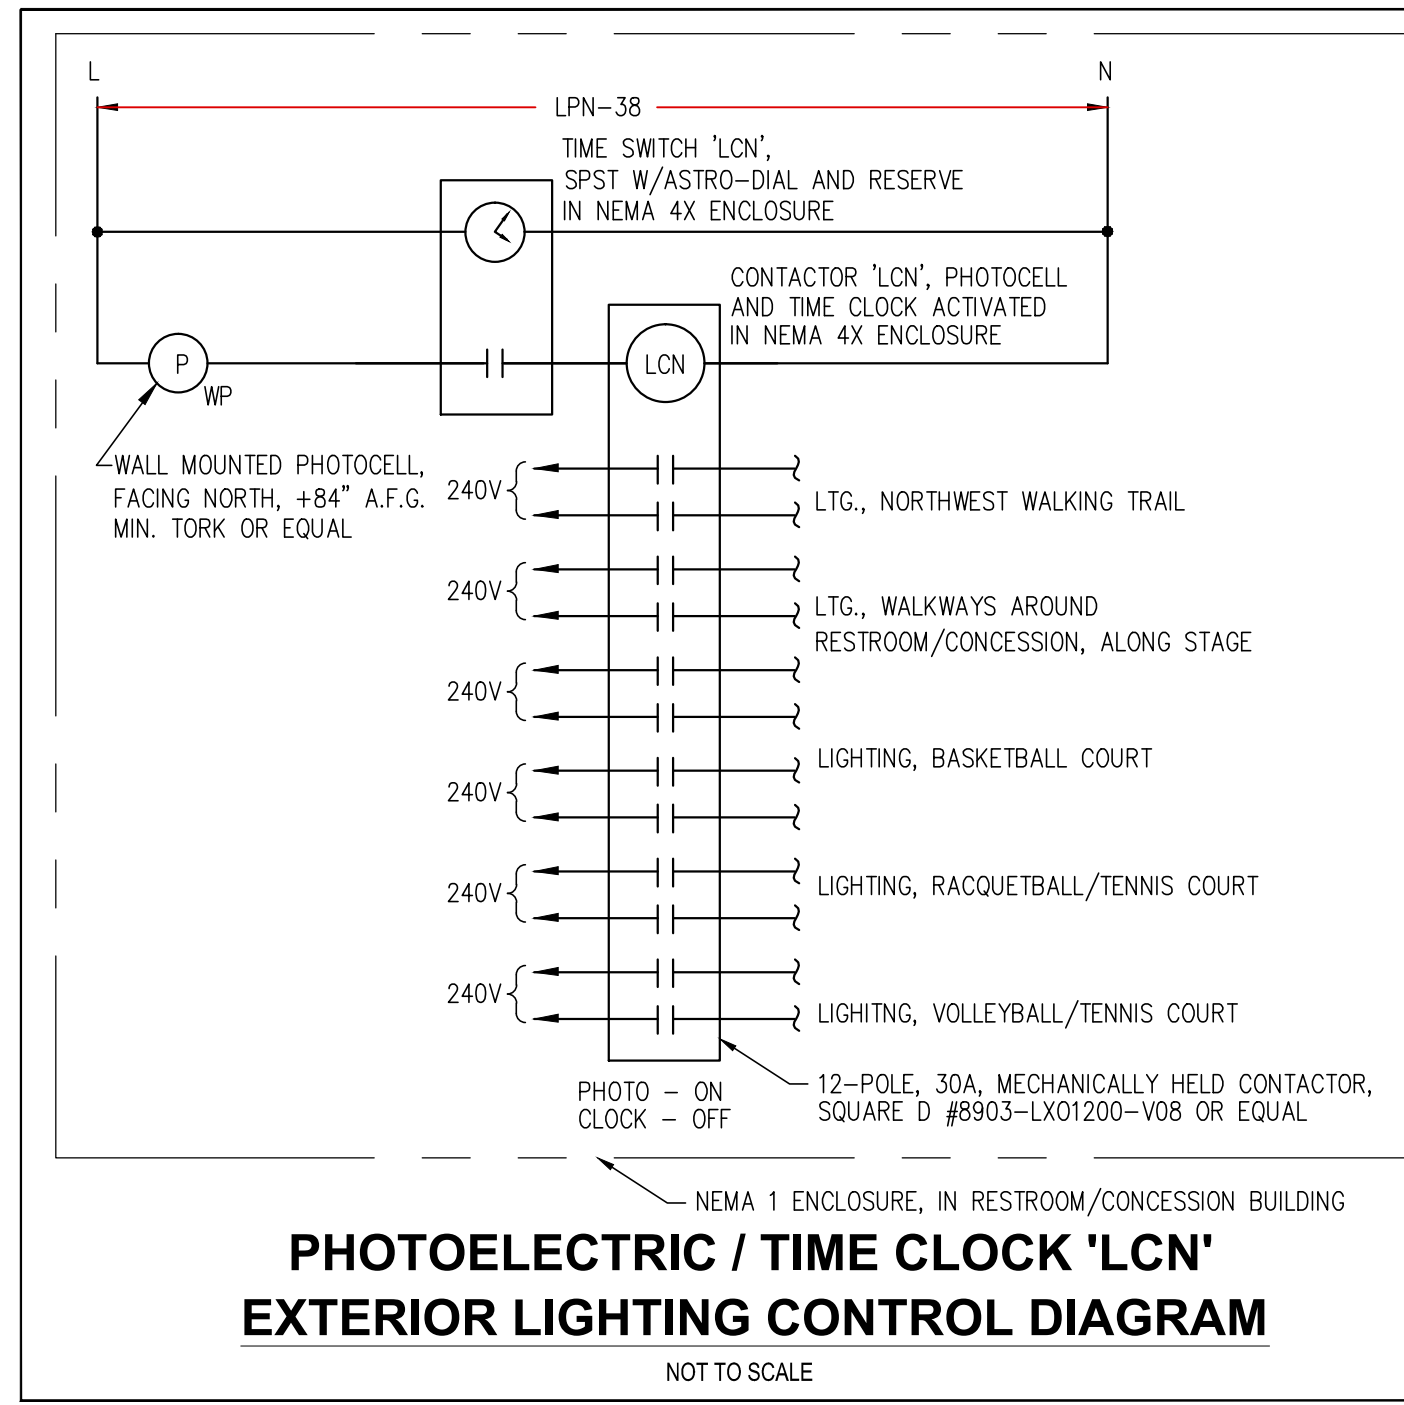 L
N
LPN-38
TIME SWITCH 'LCN',
SPST W/ASTRO-DIAL AND RESERVE
IN NEMA 4X ENCLOSURE
CONTACTOR 'LCN', PHOTOCELL
AND TIME CLOCK ACTIVATED
IN NEMA 4X ENCLOSURE
P
WP
LCN
WALL MOUNTED PHOTOCELL,
FACING NORTH, +84" A.F.G.
MIN. TORK OR EQUAL
240V
LTG., NORTHWEST WALKING TRAIL
240V
LTG., WALKWAYS AROUND
RESTROOM/CONCESSION, ALONG STAGE
240V
LIGHTING, BASKETBALL COURT
240V
240V
LIGHTING, RACQUETBALL/TENNIS COURT
240V
LIGHITNG, VOLLEYBALL/TENNIS COURT
PHOTO - ON
CLOCK - OFF
12-POLE, 30A, MECHANICALLY HELD CONTACTOR,
SQUARE D #8903-LXO1200-V08 OR EQUAL
NEMA 1 ENCLOSURE, IN RESTROOM/CONCESSION BUILDING
PHOTOELECTRIC / TIME CLOCK 'LCN'
EXTERIOR LIGHTING CONTROL DIAGRAM
NOT TO SCALE